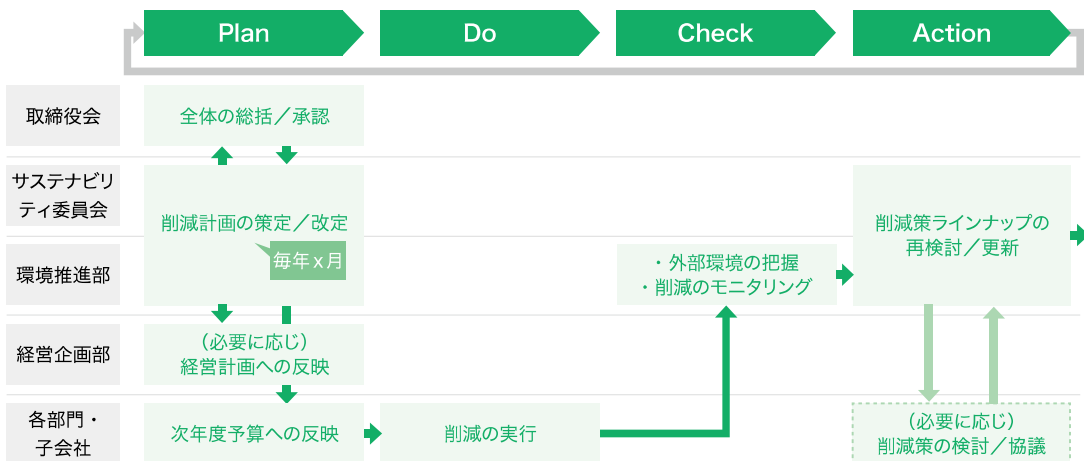 Plan
Do
Check
Action
取締役会
全体の総括／承認
サステナビリ
ティ委員会
削減計画の策定／改定
毎年x月
削減策ラインナップの
再検討／更新
環境推進部
・外部環境の把握
・削減のモニタリング
経営企画部
（必要に応じ）
経営計画への反映
各部門・
子会社
次年度予算への反映
削減の実行
（必要に応じ）
削減策の検討／協議